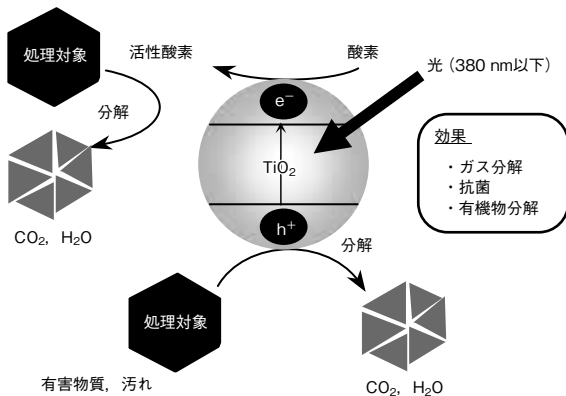 処理対象
活性酸素
酸素
光（380 nm以下）
分解
e⁻
TiO₂
h⁺
効果
・ガス分解
・抗菌
・有機物分解
CO₂，H₂O
分解
処理対象
有害物質，汚れ
CO₂，H₂O